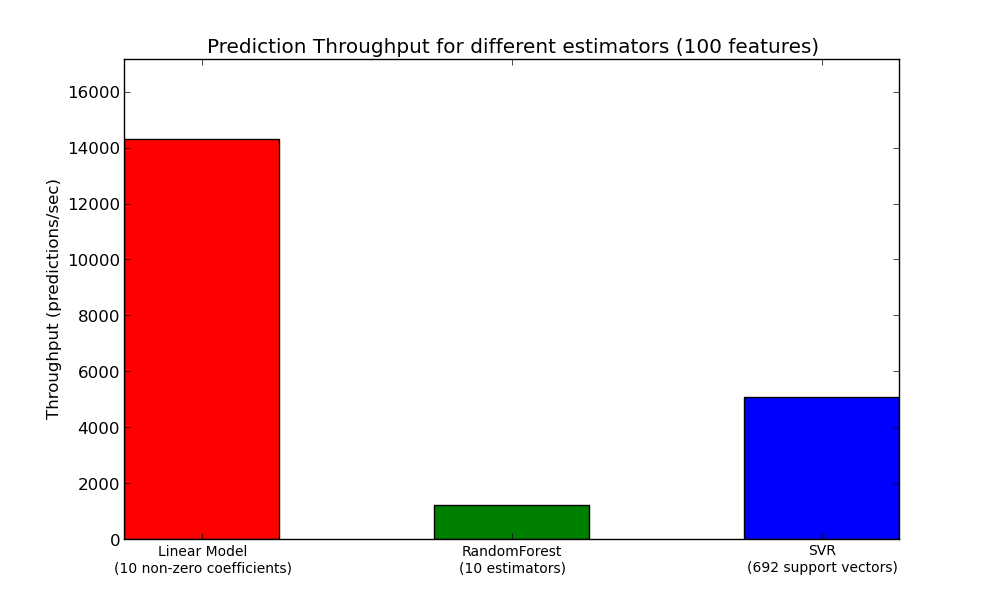 Prediction Throughput for different estimators (100 features)
Throughput (predictions/sec)
16000
14000
12000
10000
8000
6000
4000
2000
0
Linear Model
(10 non-zero coefficients)
RandomForest
(10 estimators)
SVR
(692 support vectors)